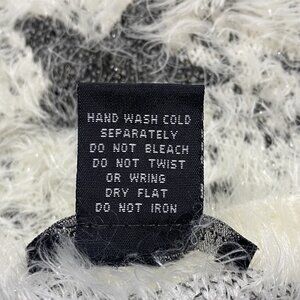 HAND WASH COLD
SEPARATELY
DO NOT BLEACH
DO NOT TWIST
OR WRING
DRY FLAT
DO NOT IRON